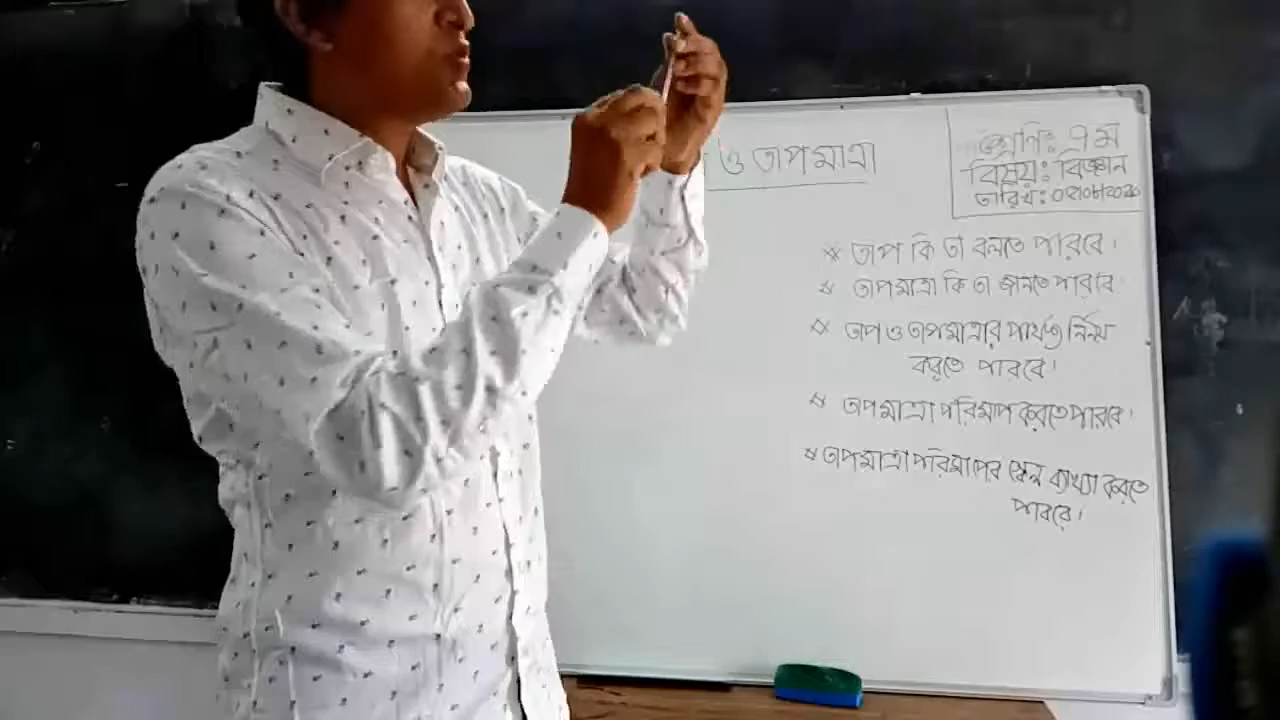 ও তাপমাত্রা
শ্রেণি: ৭ম
বিষয়: বিজ্ঞান
তারিখ:
* তাপ কি তা বলতে পারবে।
* তাপমাত্রা কি তা জানতে পারবে।
* তাপ ও তাপমাত্রার পার্থক্য নির্ণয়
করতে পারবে।
* তাপমাত্রা পরিমাপ করতে পারবে।
* তাপমাত্রা পরিমাপের স্কেল ব্যাখ্যা করতে
পারবে।